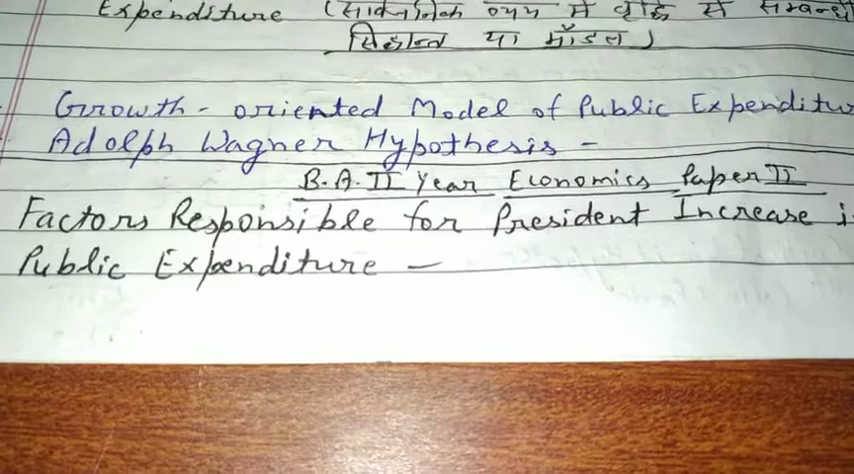 Expenditure (सार्वजनिक व्यय में वृद्धि से सम्बन्धी
सिद्धान्त या मॉडल)
Growth - oriented Model of Public Expenditu
Adolph Wagner Hypothesis -
B.A. II Year Economics Paper II
Factors Responsible for President Increase i
Public Expenditure -